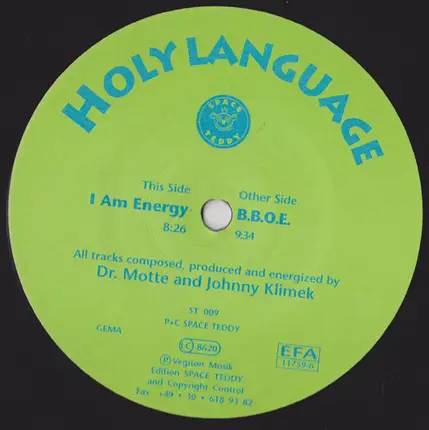 HOLY LANGUAGE
SPACE
TEDDY
This Side
I Am Energy
8:26
Other Side
B.B.O.E.
9:34
All tracks composed, produced and energized by
Dr. Motte and Johnny Klimek
ST 009
P+C SPACE TEDDY
GEMA
LC 8620
Ⓟ Vegiton Musik
Edition SPACE TEDDY
and Copyright Control
Fax +49 • 30 • 618 91 82
EFA
11759-6